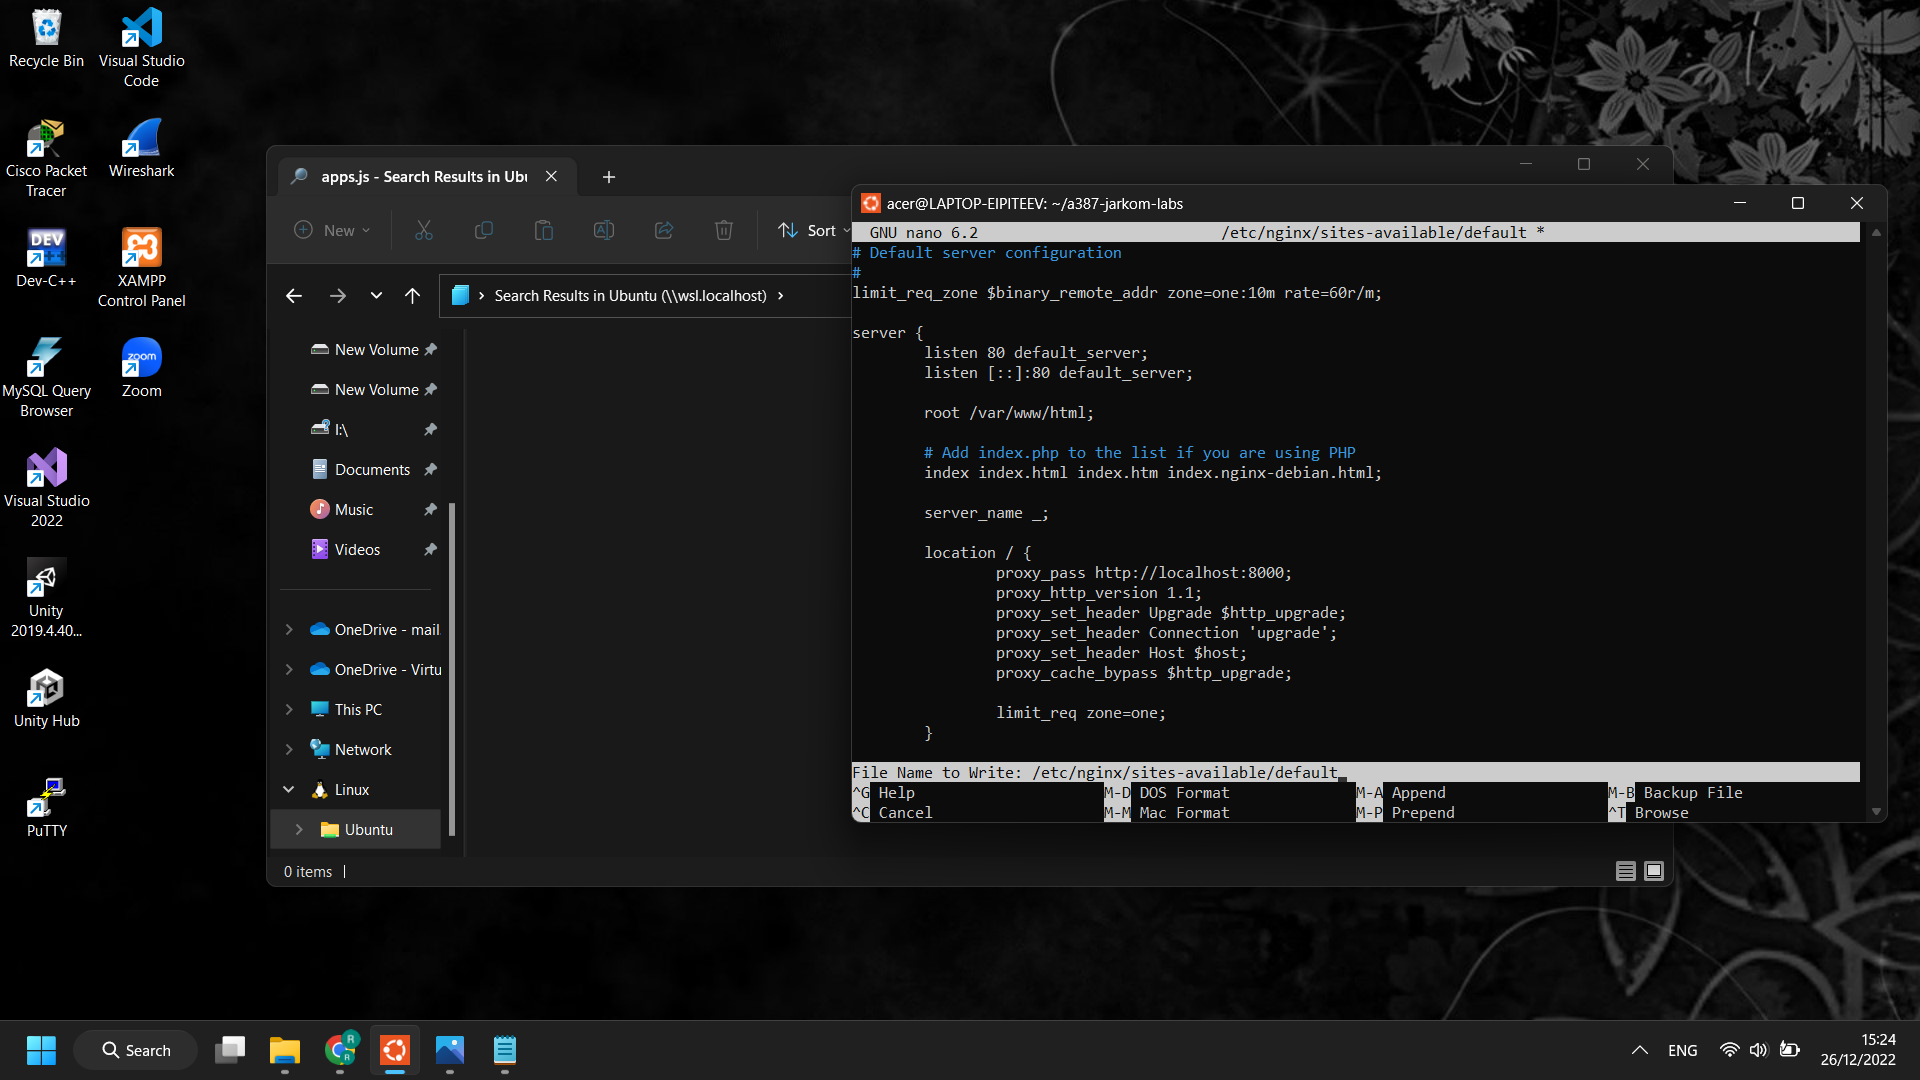 Recycle Bin
Visual Studio
Code
Cisco Packet
Tracer
Wireshark
DEV
Dev-C++
XAMPP
Control Panel
MySQL Query
Browser
zoom
Zoom
Visual Studio
2022
Unity
2019.4.40...
Unity Hub
PuTTY
apps.js - Search Results in Ubu
New
Sort
Search Results in Ubuntu (\\wsl.localhost)
New Volume
New Volume
I:\
Documents
Music
Videos
OneDrive - mail.
OneDrive - Virtu
This PC
Network
Linux
Ubuntu
0 items
acer@LAPTOP-EIPITEEV: ~/a387-jarkom-labs
GNU nano 6.2 /etc/nginx/sites-available/default *
# Default server configuration
#
limit_req_zone $binary_remote_addr zone=one:10m rate=60r/m;
server {
listen 80 default_server;
listen [::]:80 default_server;
root /var/www/html;
# Add index.php to the list if you are using PHP
index index.html index.htm index.nginx-debian.html;
server_name _;
location / {
proxy_pass http://localhost:8000;
proxy_http_version 1.1;
proxy_set_header Upgrade $http_upgrade;
proxy_set_header Connection 'upgrade';
proxy_set_header Host $host;
proxy_cache_bypass $http_upgrade;
limit_req zone=one;
}
File Name to Write: /etc/nginx/sites-available/default
^G Help M-D DOS Format M-A Append M-B Backup File
^C Cancel M-M Mac Format M-P Prepend ^T Browse
Search
R
R
ENG
15:24
26/12/2022